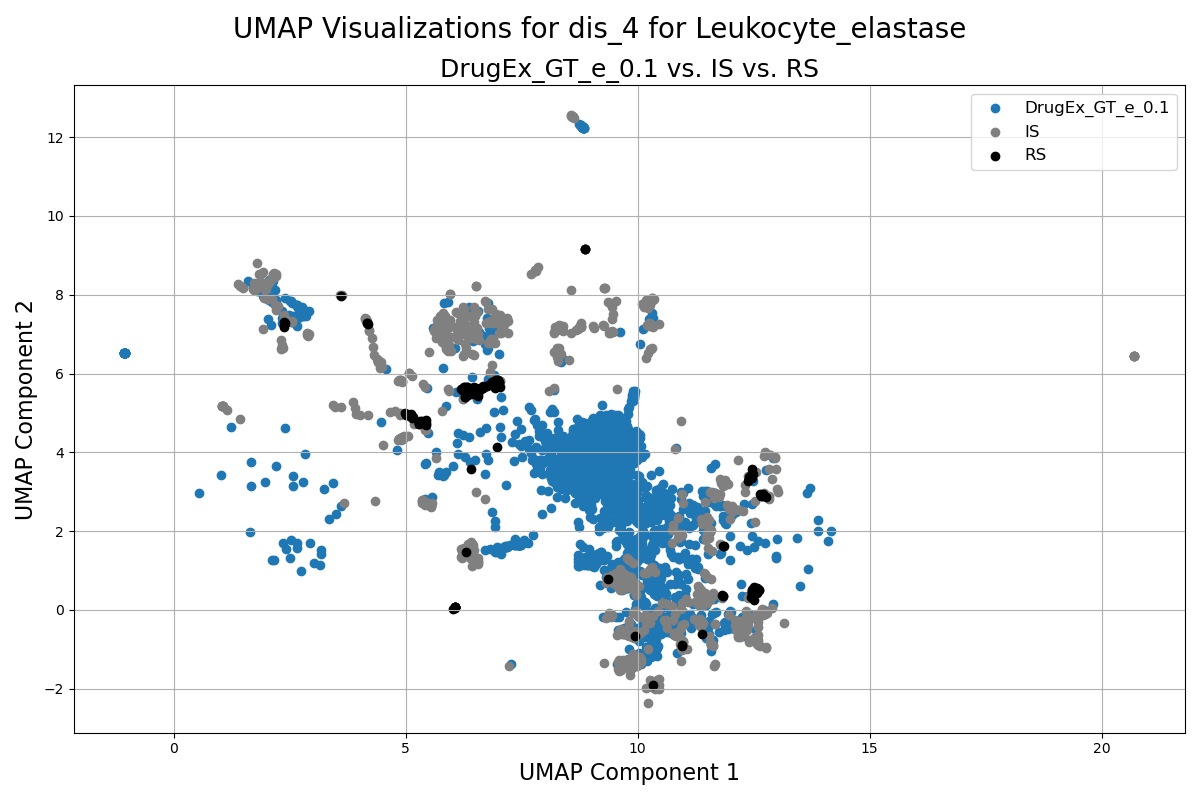 UMAP Visualizations for dis_4 for Leukocyte_elastase
DrugEx_GT_e_0.1 vs. IS vs. RS
DrugEx_GT_e_0.1
IS
RS
12
10
8
6
4
2
0
−2
UMAP Component 2
0 5 10 15 20
UMAP Component 1